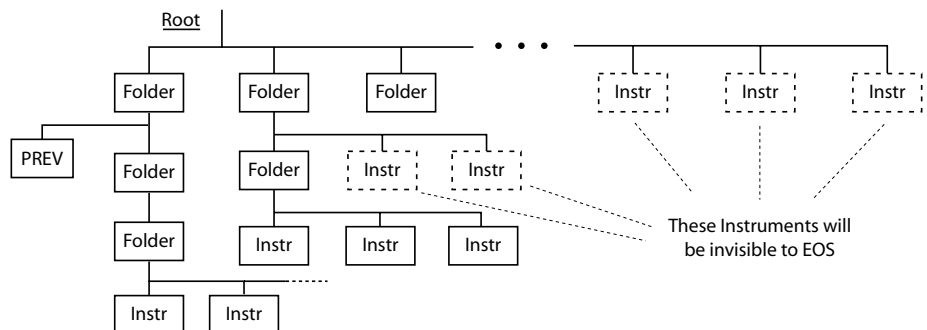 Root
Folder Folder Folder Instr Instr Instr
PREV Folder Folder Instr Instr
Folder Instr Instr Instr
These Instruments will
be invisible to EOS
Instr Instr